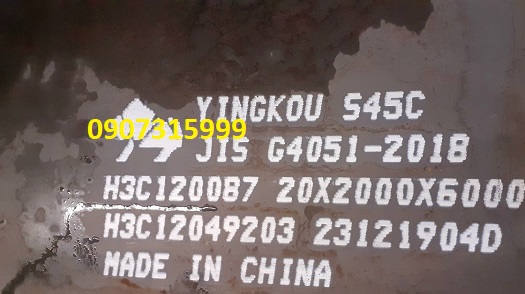 YINGKOU S45C
0907315999
JIS G4051-2018
H3C120087 20X2000X6000
H3C12049203 23121904D
MADE IN CHINA